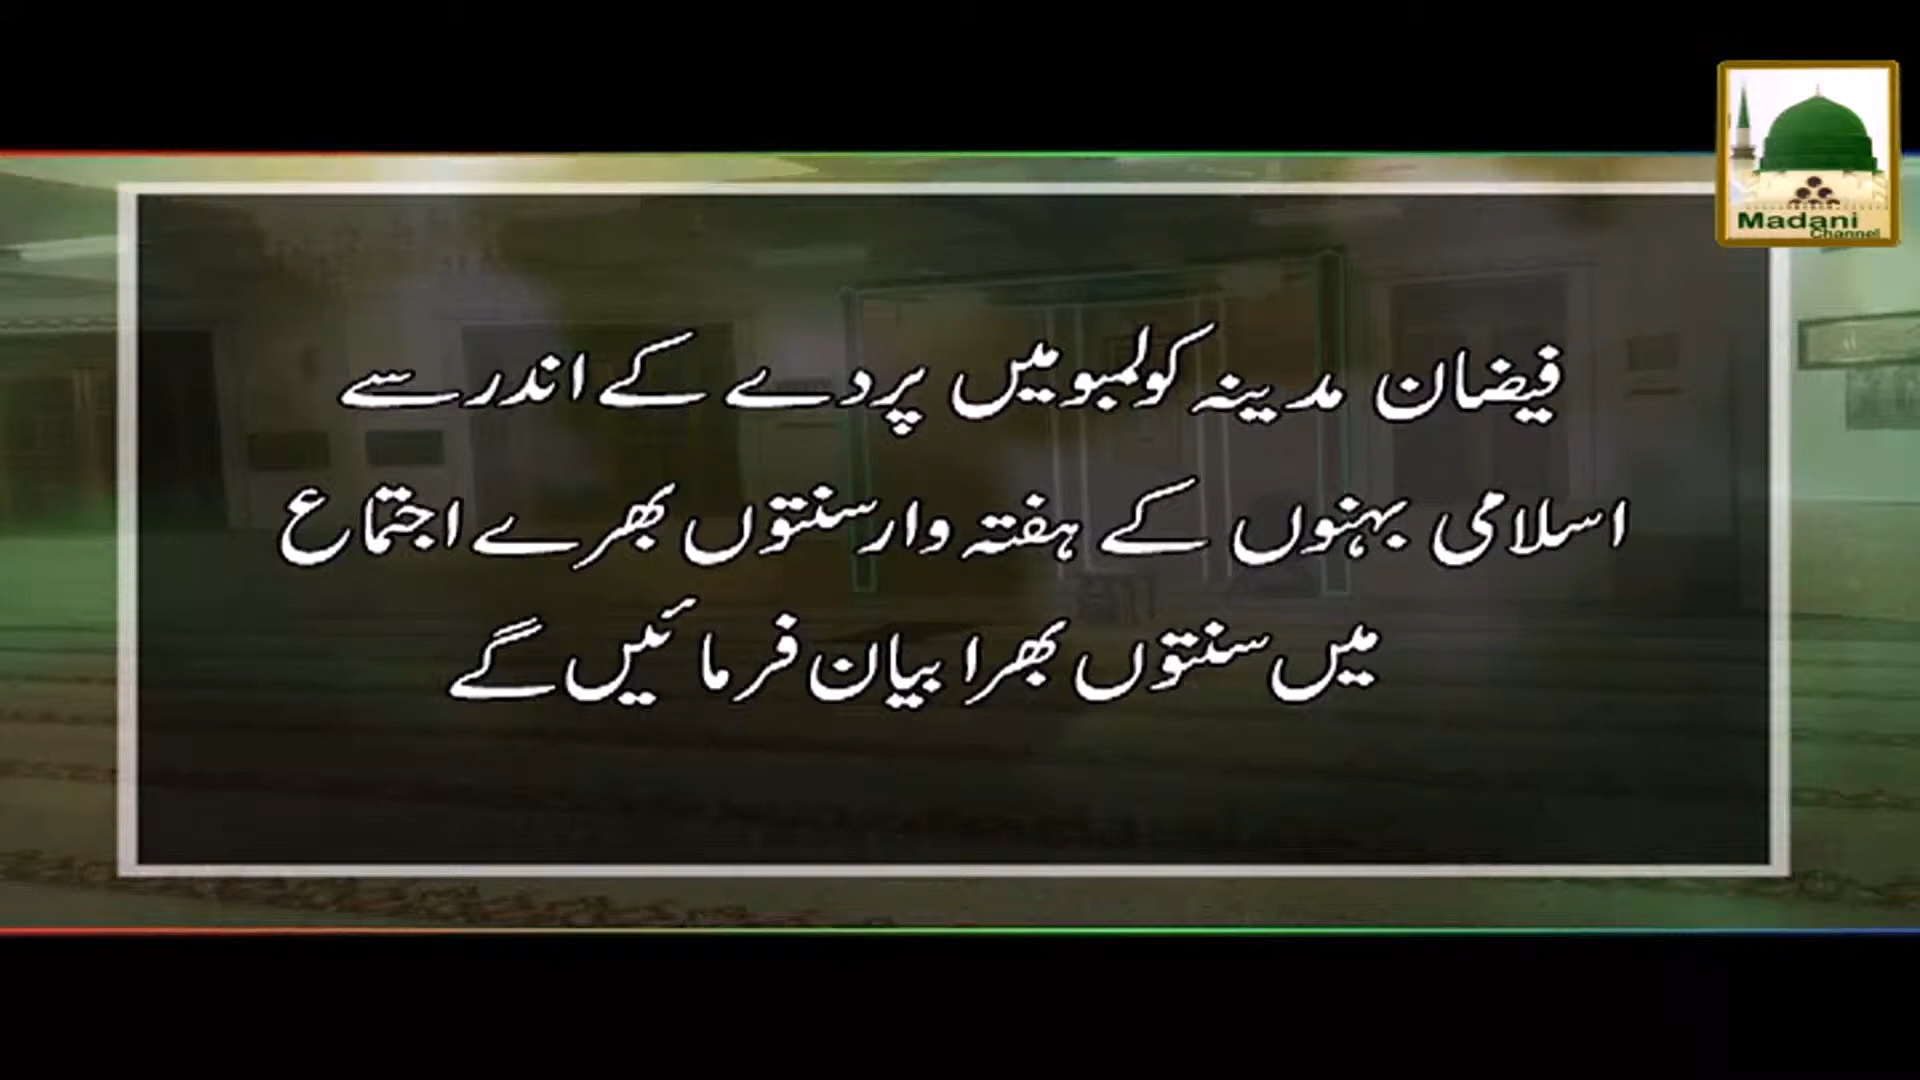 فیضان مدینہ کولمبو میں پردے کے اندر سے
اسلامی بہنوں کے ہفتہ وار سنتوں بھرے اجتماع
میں سنتوں بھرا بیان فرمائیں گے
Madani
Channel